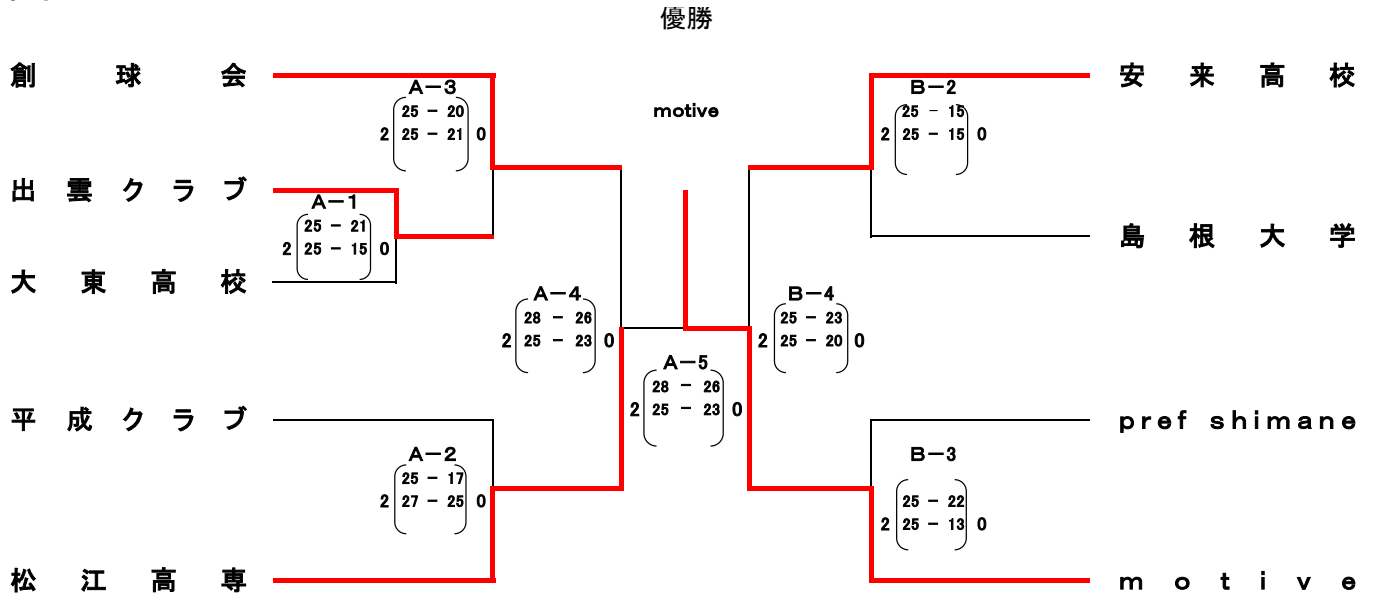 優勝
motive
創球会
出雲クラブ
大東高校
平成クラブ
松江高専
安来高校
島根大学
pref shimane
motive
A－3
25 － 20
2 25 － 21 0
A－1
25 － 21
2 25 － 15 0
A－4
28 － 26
2 25 － 23 0
A－2
25 － 17
2 27 － 25 0
A－5
28 － 26
2 25 － 23 0
B－2
25 － 15
2 25 － 15 0
B－4
25 － 23
2 25 － 20 0
B－3
25 － 22
2 25 － 13 0